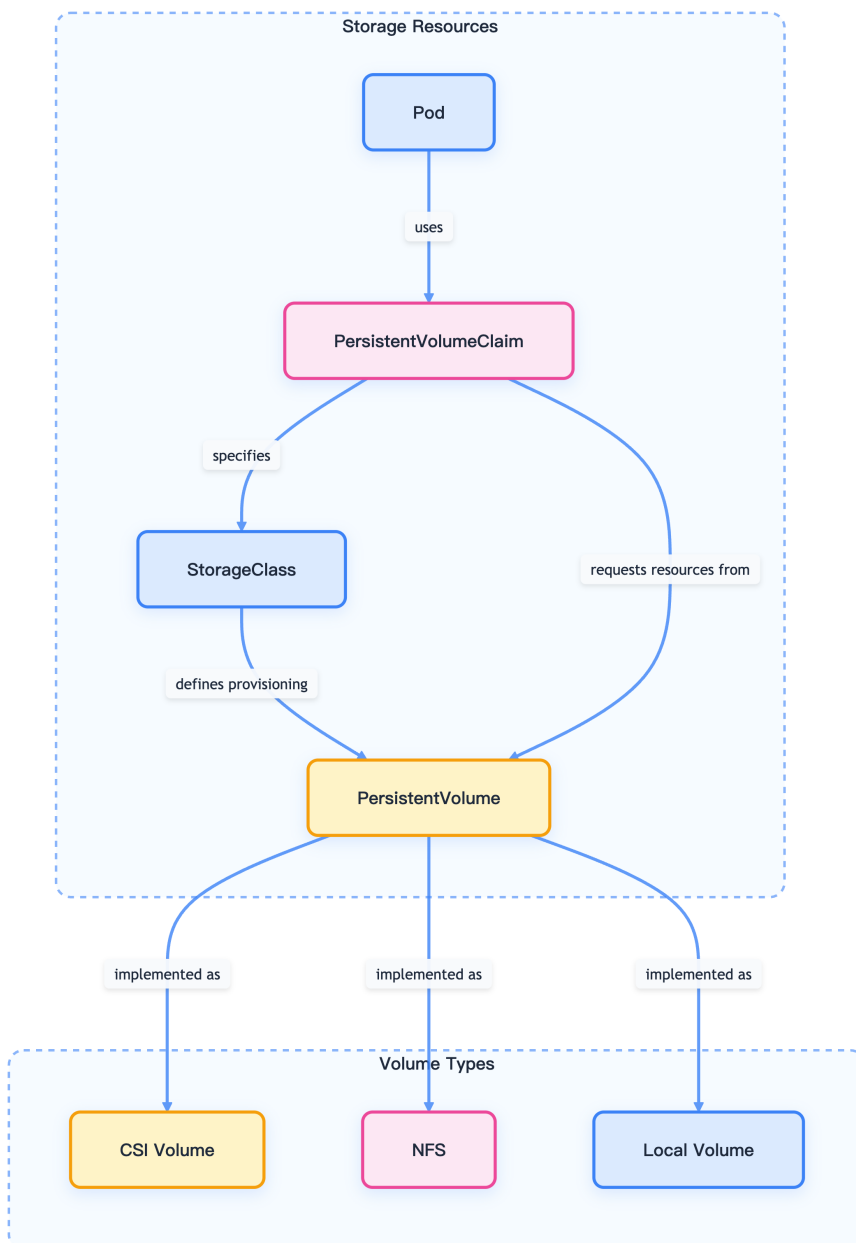 Storage Resources
Pod
uses
PersistentVolumeClaim
specifies
StorageClass
requests resources from
defines provisioning
PersistentVolume
implemented as
implemented as
implemented as
Volume Types
CSI Volume
NFS
Local Volume